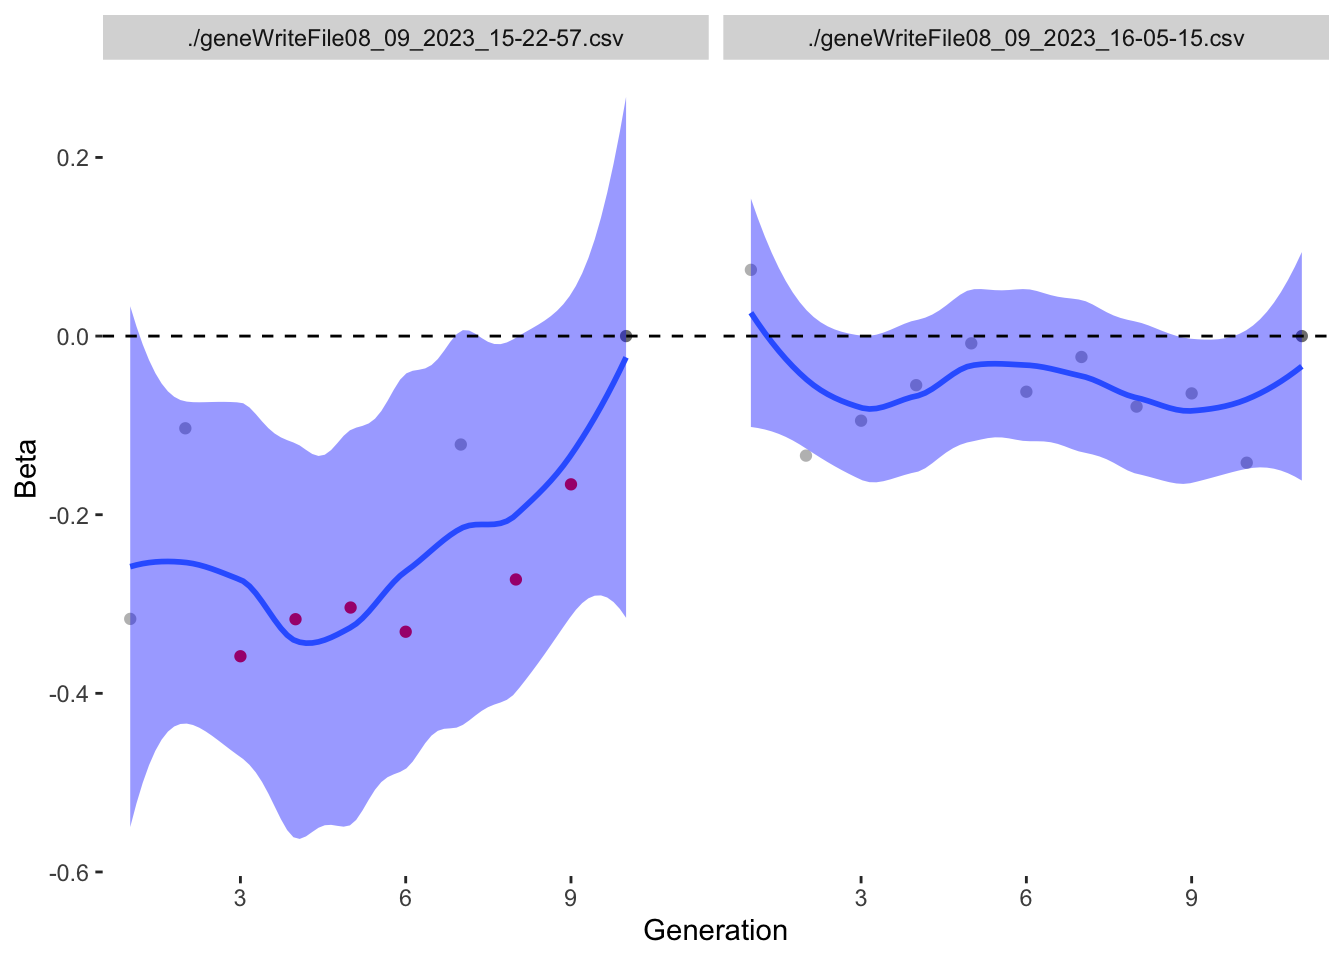 ./geneWriteFile08_09_2023_15-22-57.csv
./geneWriteFile08_09_2023_16-05-15.csv
Beta
0.2
0.0
-0.2
-0.4
-0.6
3 6 9
3 6 9
Generation